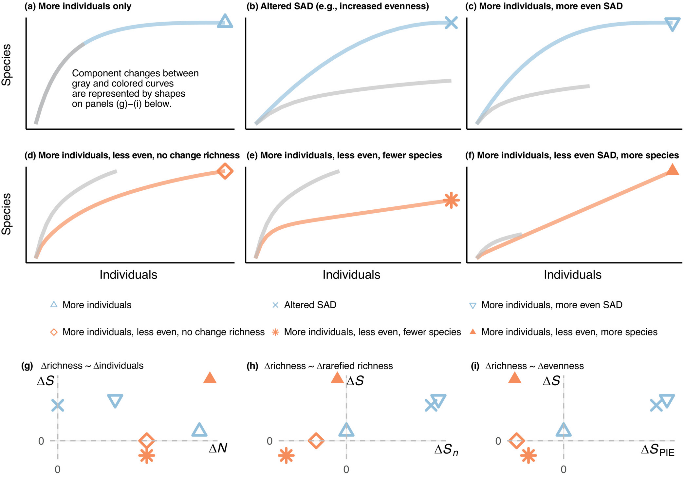 (a) More individuals only
(b) Altered SAD (e.g., increased evenness)
(c) More individuals, more even SAD
Species
Component changes between
gray and colored curves
are represented by shapes
on panels (g)–(i) below.
(d) More individuals, less even, no change richness
(e) More individuals, less even, fewer species
(f) More individuals, less even SAD, more species
Species
Individuals
Individuals
Individuals
More individuals
Altered SAD
More individuals, more even SAD
More individuals, less even, no change richness
More individuals, less even, fewer species
More individuals, less even, more species
(g) Δrichness ~ Δindividuals
(h) Δrichness ~ Δrarefied richness
(i) Δrichness ~ Δevenness
ΔS
ΔS
ΔS
0
ΔN
0
ΔSn
0
ΔSPIE
0
0
0